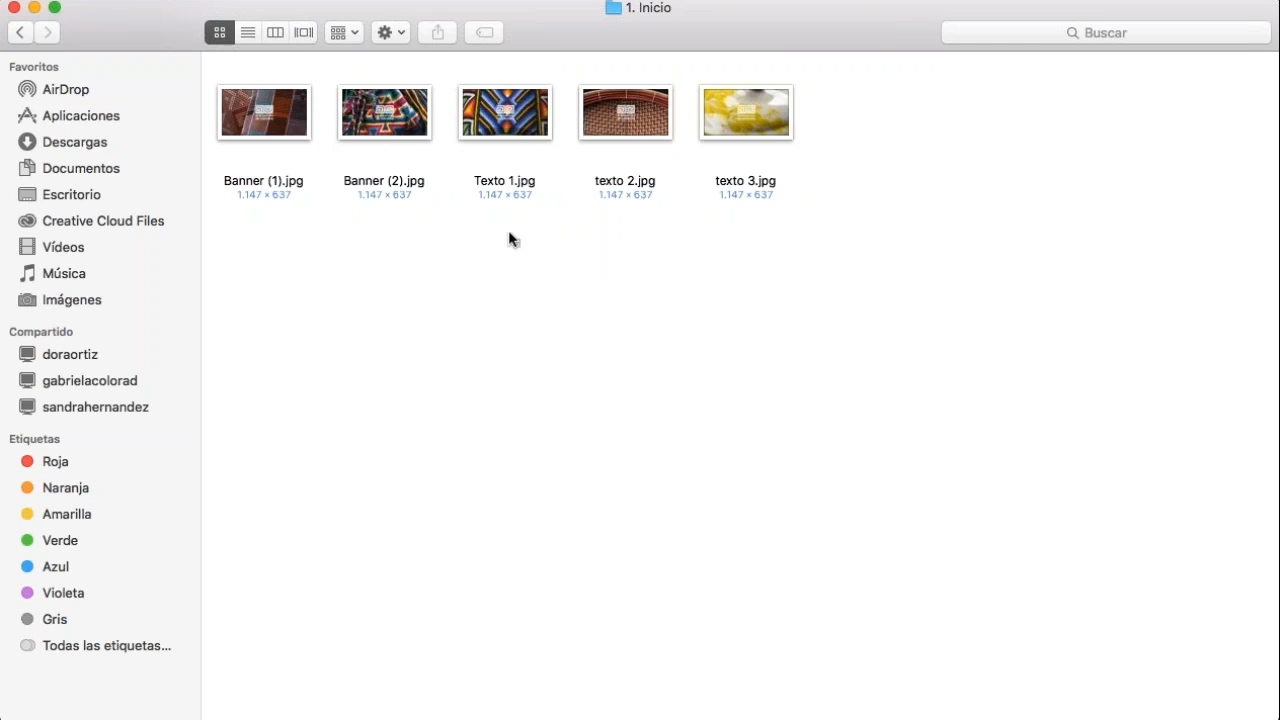 1. Inicio
Buscar
Favoritos
AirDrop
Aplicaciones
Descargas
Documentos
Escritorio
Creative Cloud Files
Vídeos
Música
Imágenes
Compartido
doraortiz
gabrielacolorad
sandrahernandez
Etiquetas
Roja
Naranja
Amarilla
Verde
Azul
Violeta
Gris
Todas las etiquetas...
Banner (1).jpg
1.147 × 637
Banner (2).jpg
1.147 × 637
Texto 1.jpg
1.147 × 637
texto 2.jpg
1.147 × 637
texto 3.jpg
1.147 × 637